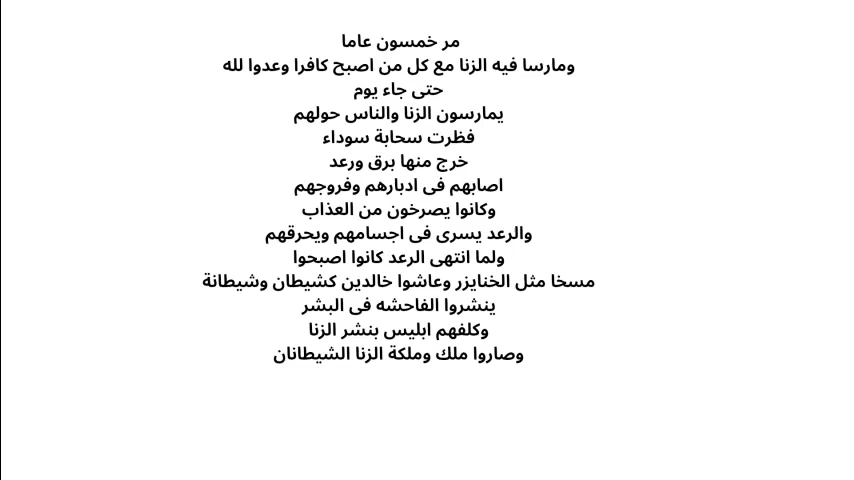 مر خمسون عاما
ومارسا فيه الزنا مع كل من اصبح كافرا وعدوا لله
حتى جاء يوم
يمارسون الزنا والناس حولهم
فظرت سحابة سوداء
خرج منها برق ورعد
اصابهم فى ادبارهم وفروجهم
وكانوا يصرخون من العذاب
والرعد يسرى فى اجسامهم ويحرقهم
ولما انتهى الرعد كانوا اصبحوا
مسخا مثل الخنايزر وعاشوا خالدين كشيطان وشيطانة
ينشروا الفاحشه فى البشر
وكلفهم ابليس بنشر الزنا
وصاروا ملك وملكة الزنا الشيطانان